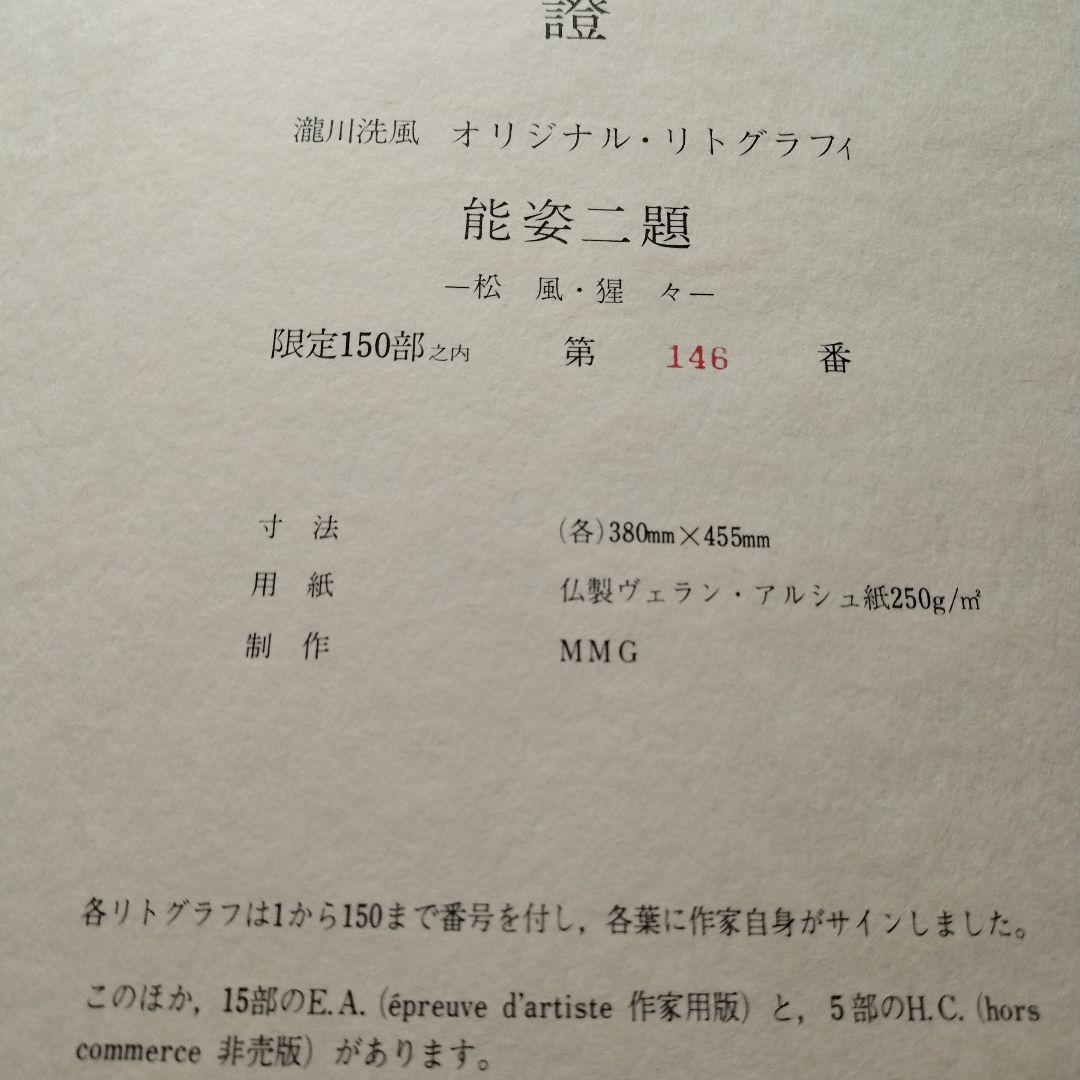 證
瀧川洗風 オリジナル・リトグラフィ
能姿二題
―松 風・猩 々―
限定150部之内 第 146 番
寸 法 (各)380mm×455mm
用 紙 仏製ヴェラン・アルシュ紙250g/㎡
制 作 MMG
各リトグラフは1から150まで番号を付し, 各葉に作家自身がサインしました。
このほか, 15部のE.A. (épreuve d'artiste 作家用版) と, 5部のH.C. (hors
commerce 非売版) があります。